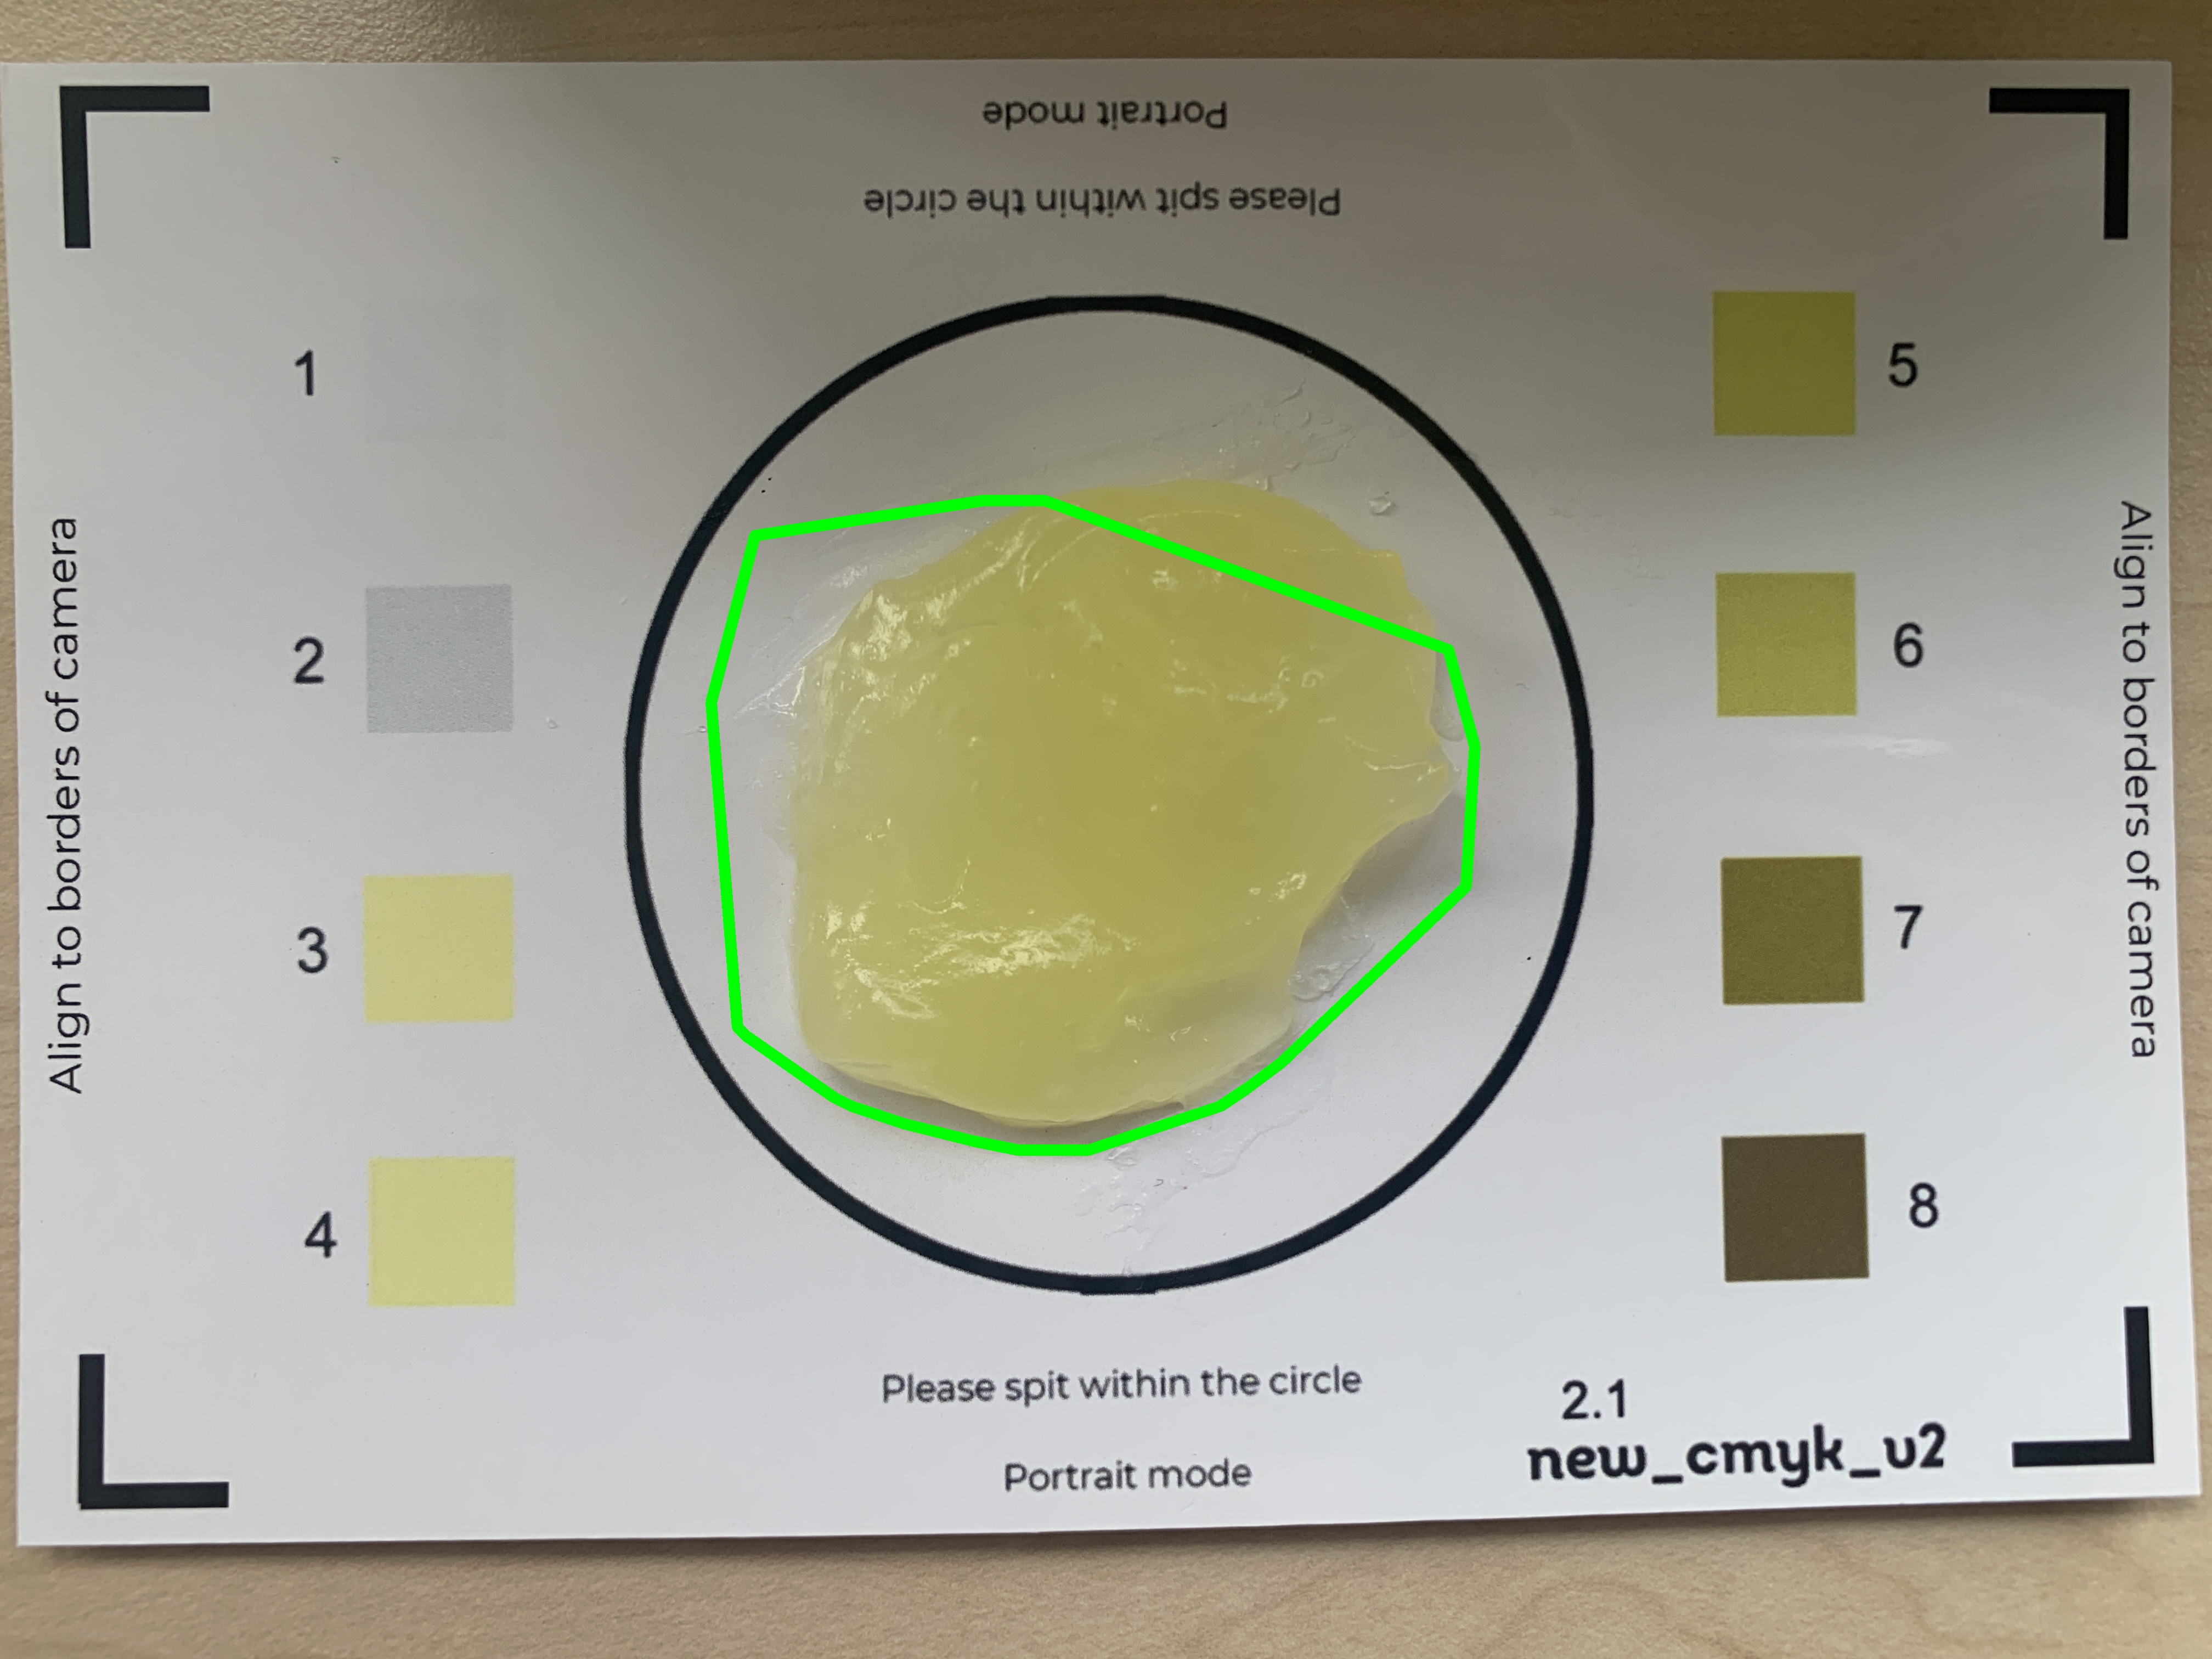 Portrait mode
Please spit within the circle
1
2
3
4
5
6
7
8
Align to borders of camera
Align to borders of camera
Please spit within the circle
Portrait mode
2.1
new_cmyk_v2